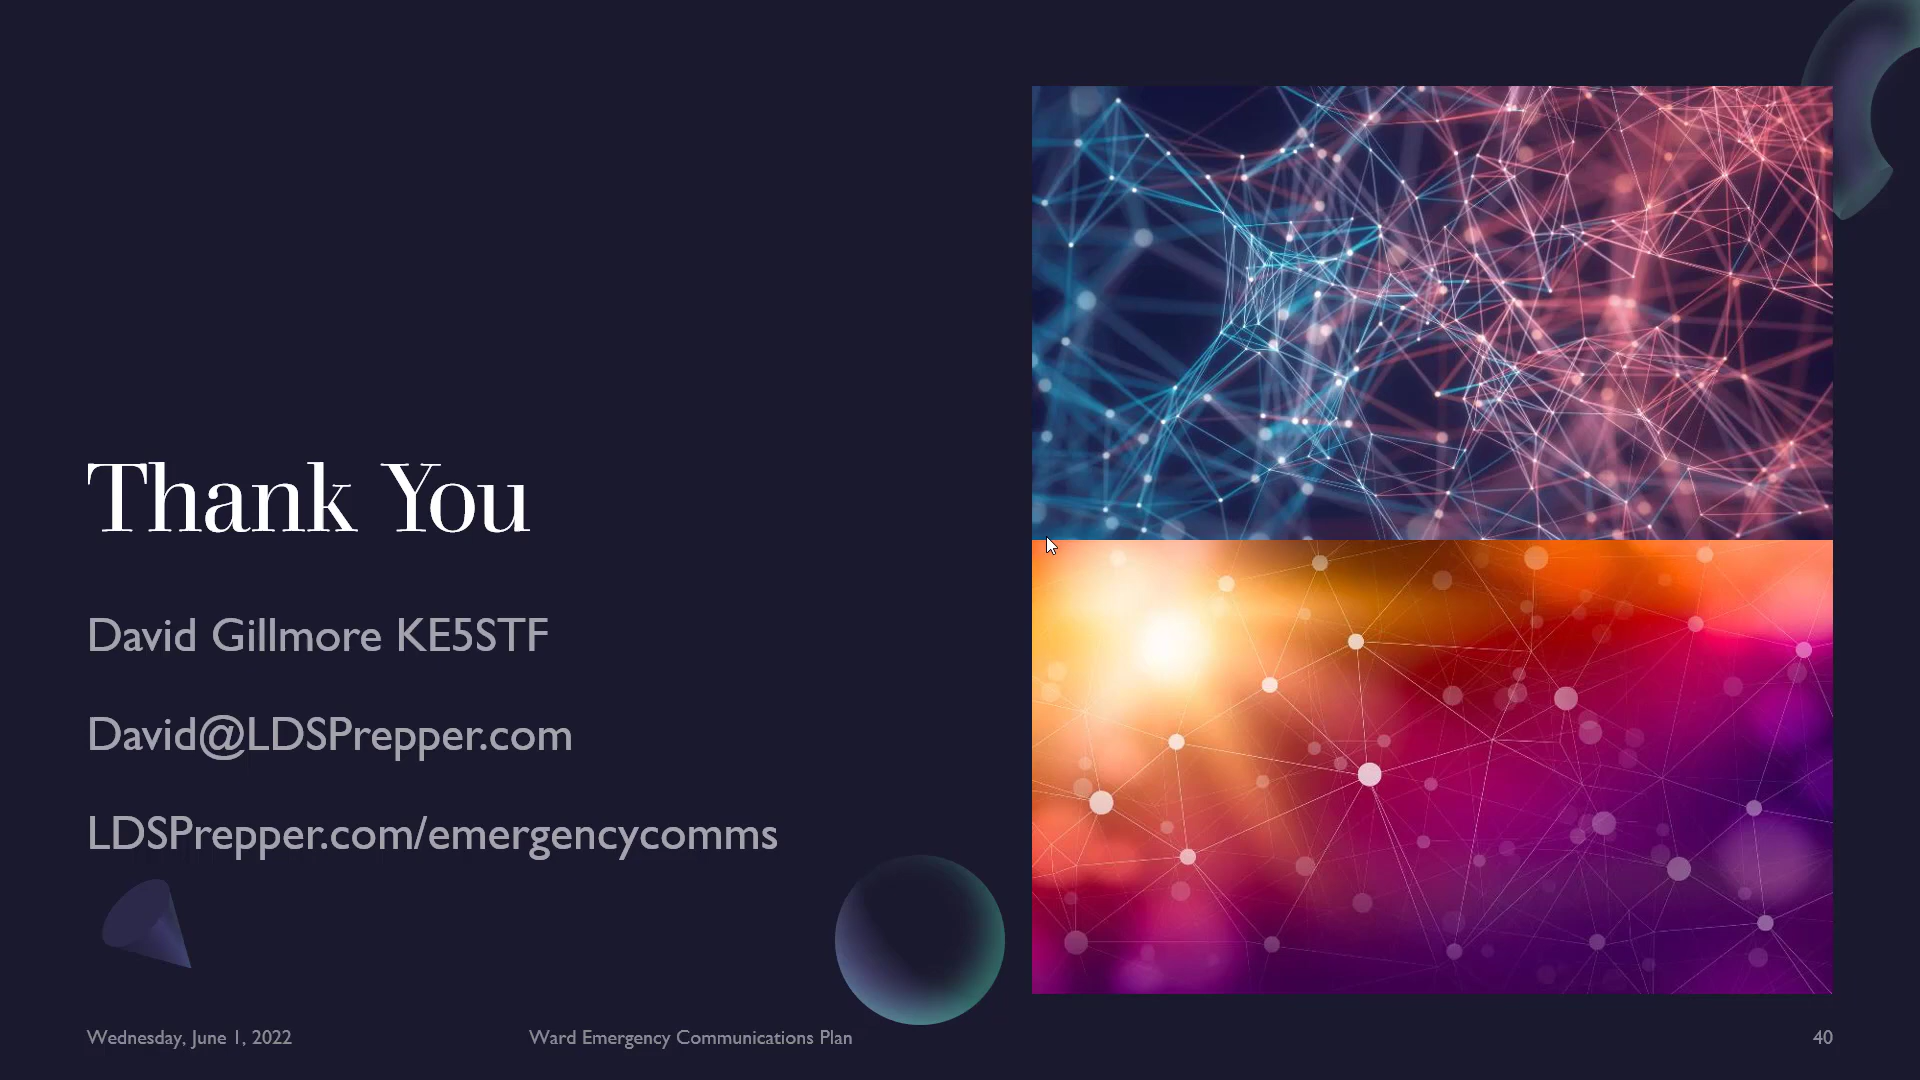 Thank You
David Gillmore KE5STF
David@LDSPrepper.com
LDSPrepper.com/emergencycomms
Wednesday, June 1, 2022
Ward Emergency Communications Plan
40